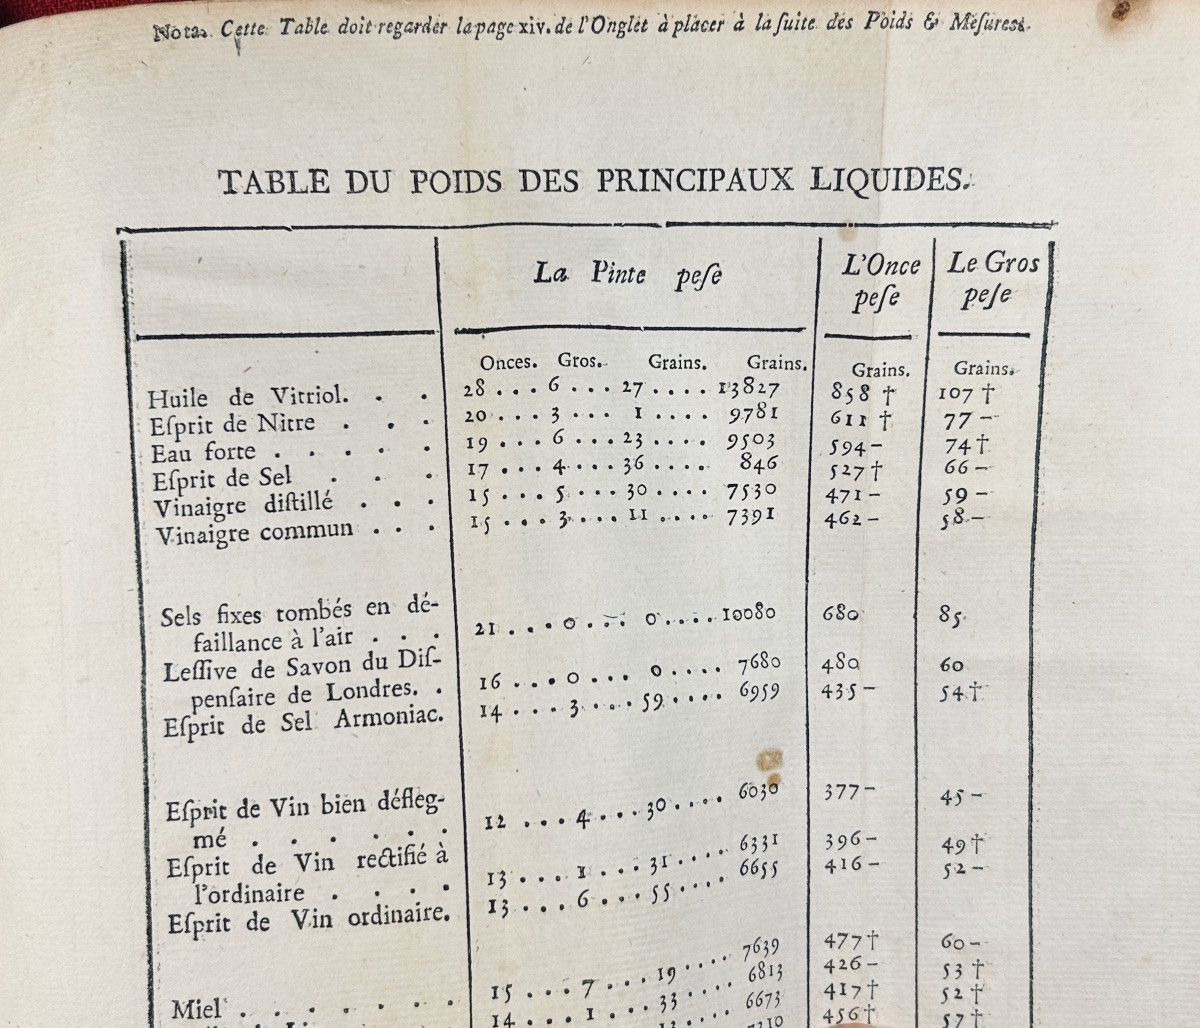 Nota. Cette Table doit regarder la page xiv. de l'Onglet à placer à la ſuite des Poids & Meſures.
TABLE DU POIDS DES PRINCIPAUX LIQUIDES.
La Pinte peſe L'Once peſe Le Gros peſe
Onces. Gros. Grains. Grains. Grains. Grains.
Huile de Vitriol. . . 28 . . . 6 . . . 27 . . . . 13827 858 † 107 †
Eſprit de Nitre . . . 20 . . . 3 . . . 1 . . . . 9781 611 † 77 -
Eau forte . . . . . 19 . . . 6 . . . 23 . . . . 9503 594 - 74 †
Eſprit de Sel . . . 17 . . . 4 . . . . 36 . . . . 846 527 † 66 -
Vinaigre diſtillé . . . 15 . . . 5 . . . 30 . . . . 7530 471 - 59 -
Vinaigre commun . . . 15 . . . 3 . . . . 11 . . . . 7391 462 - 58 -
Sels fixes tombés en dé-
faillance à l'air . . . 21 . . . . 0 . . . . 0 . . . . 10080 680 85
Leſſive de Savon du Diſ-
penſaire de Londres. . 16 . . . . 0 . . . 0 . . . . 7680 480 60
Eſprit de Sel Armoniac. 14 . . . . 3 . . . . 59 . . . . 6959 435 - 54 †
Eſprit de Vin bien défleg-
mé . . . . . . 12 . . . . 4 . . . . 30 . . . . 6030 377 - 45 -
Eſprit de Vin rectifié à
l'ordinaire . . . . 13 . . . . 1 . . . . 31 . . . . 6331 396 - 49 †
Eſprit de Vin ordinaire. 13 . . . . 6 . . . 55 . . . . 6655 416 - 52 -
Miel . . . . . . 15 . . . . 7 . . . . 19 . . . . 7639 477 † 60 -
14 . . . . 1 . . . . 33 . . . . 6813 426 - 53 †
6673 417 † 52 †
456 † 57 †